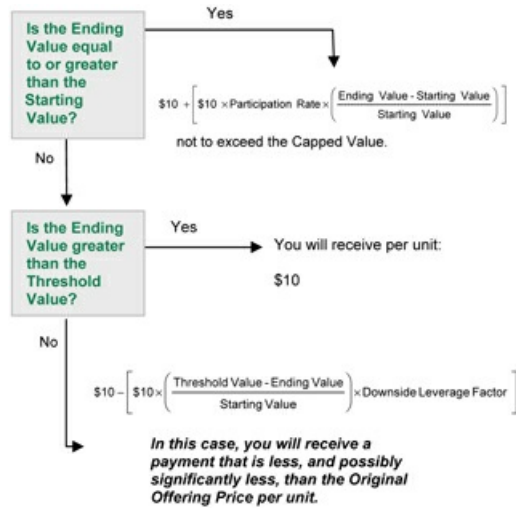 Yes
Is the Ending
Value equal
to or greater
than the
Starting
Value?
$10 + [ $10 × Participation Rate × ( Ending Value - Starting Value / Starting Value ) ]
not to exceed the Capped Value.
No
Is the Ending
Value greater
than the
Threshold
Value?
Yes
You will receive per unit:
$10
No
$10 – [ $10 × ( Threshold Value - Ending Value / Starting Value ) × Downside Leverage Factor ]
In this case, you will receive a
payment that is less, and possibly
significantly less, than the Original
Offering Price per unit.